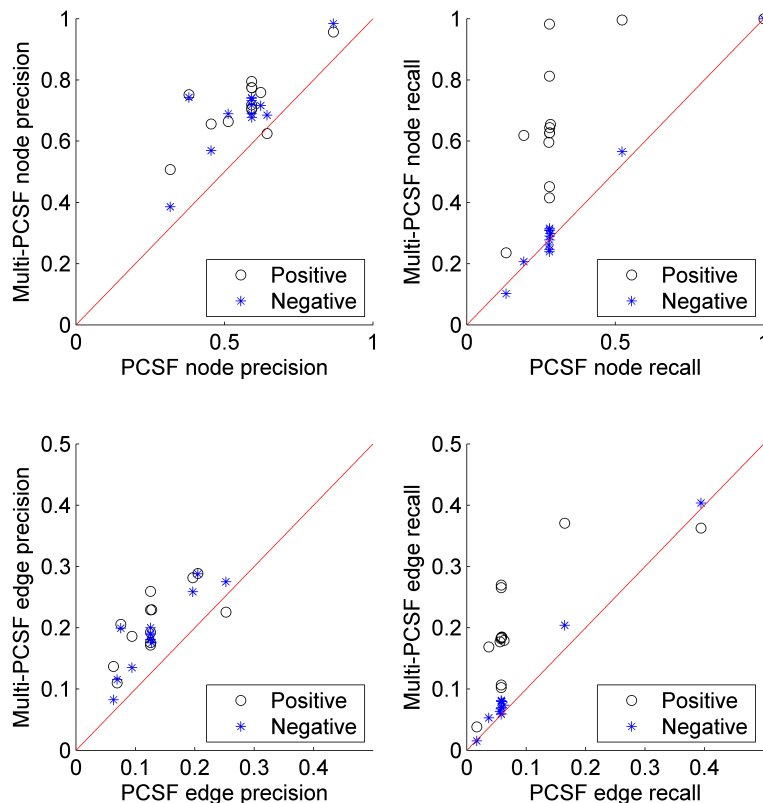 Multi-PCSF node precision
1
0.8
0.6
0.4
0.2
0
0 0.5 1
PCSF node precision
Positive
Negative
Multi-PCSF node recall
1
0.8
0.6
0.4
0.2
0
0 0.5 1
PCSF node recall
Positive
Negative
Multi-PCSF edge precision
0.5
0.4
0.3
0.2
0.1
0
0 0.1 0.2 0.3 0.4
PCSF edge precision
Positive
Negative
Multi-PCSF edge recall
0.5
0.4
0.3
0.2
0.1
0
0 0.1 0.2 0.3 0.4
PCSF edge recall
Positive
Negative